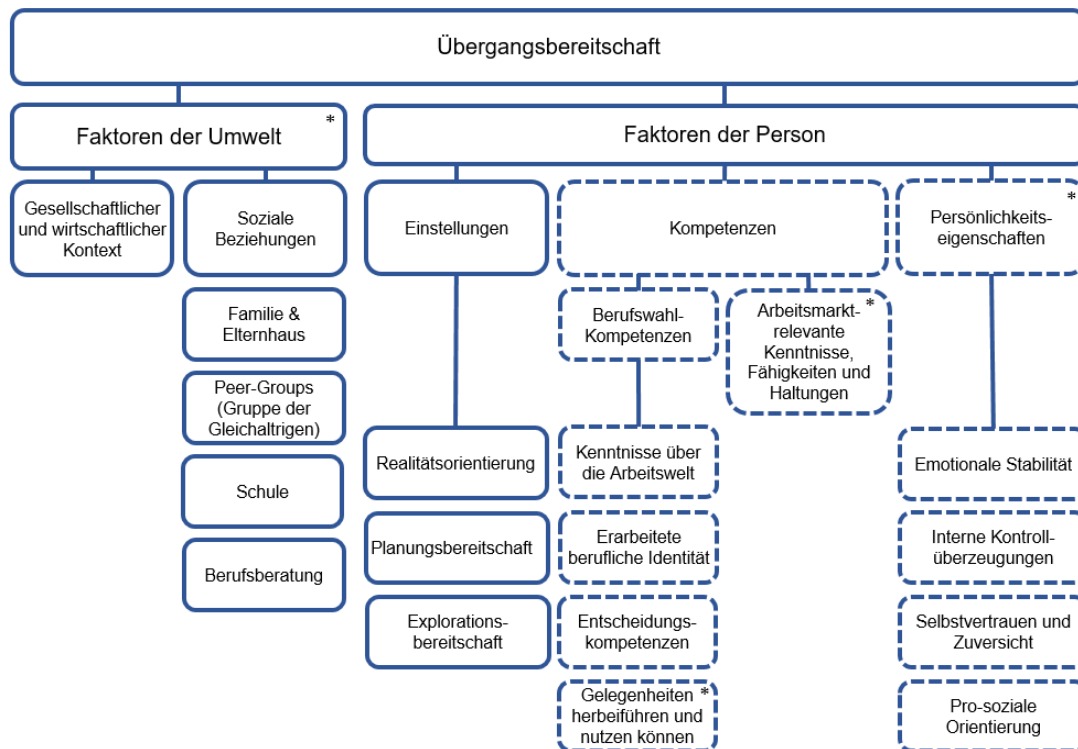 Übergangsbereitschaft
Faktoren der Umwelt *
Faktoren der Person
Gesellschaftlicher
und wirtschaftlicher
Kontext
Soziale
Beziehungen
Einstellungen
Kompetenzen
Persönlichkeits- *
eigenschaften
Familie &
Elternhaus
Peer-Groups
(Gruppe der
Gleichaltrigen)
Schule
Berufsberatung
Realitätsorientierung
Planungsbereitschaft
Explorations-
bereitschaft
Berufswahl-
Kompetenzen
Arbeitsmarkt- *
relevante
Kenntnisse,
Fähigkeiten und
Haltungen
Kenntnisse über
die Arbeitswelt
Erarbeitete
berufliche Identität
Entscheidungs-
kompetenzen
Gelegenheiten *
herbeiführen und
nutzen können
Emotionale Stabilität
Interne Kontroll-
überzeugungen
Selbstvertrauen und
Zuversicht
Pro-soziale
Orientierung